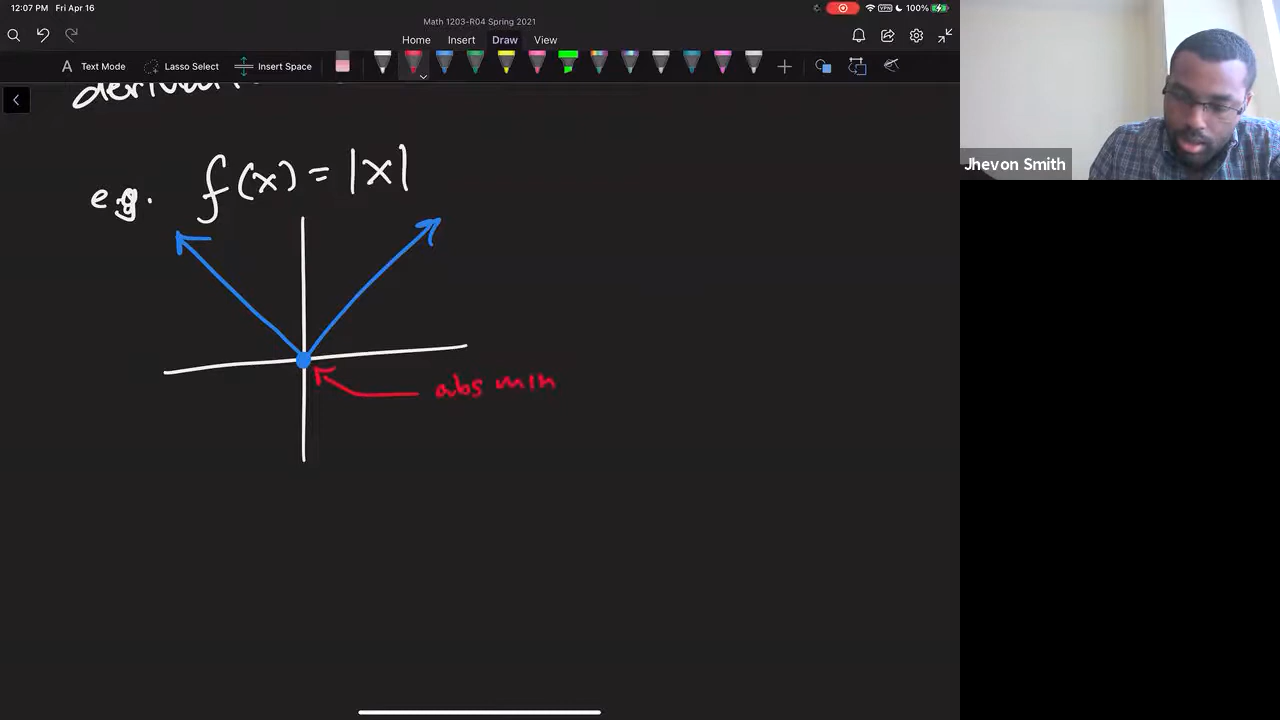 12:07 PM Fri Apr 16
VPN 100%
Math 1203-R04 Spring 2021
Home Insert Draw View
A Text Mode Lasso Select Insert Space
e.g. f(x) = |x|
abs min
Jhevon Smith